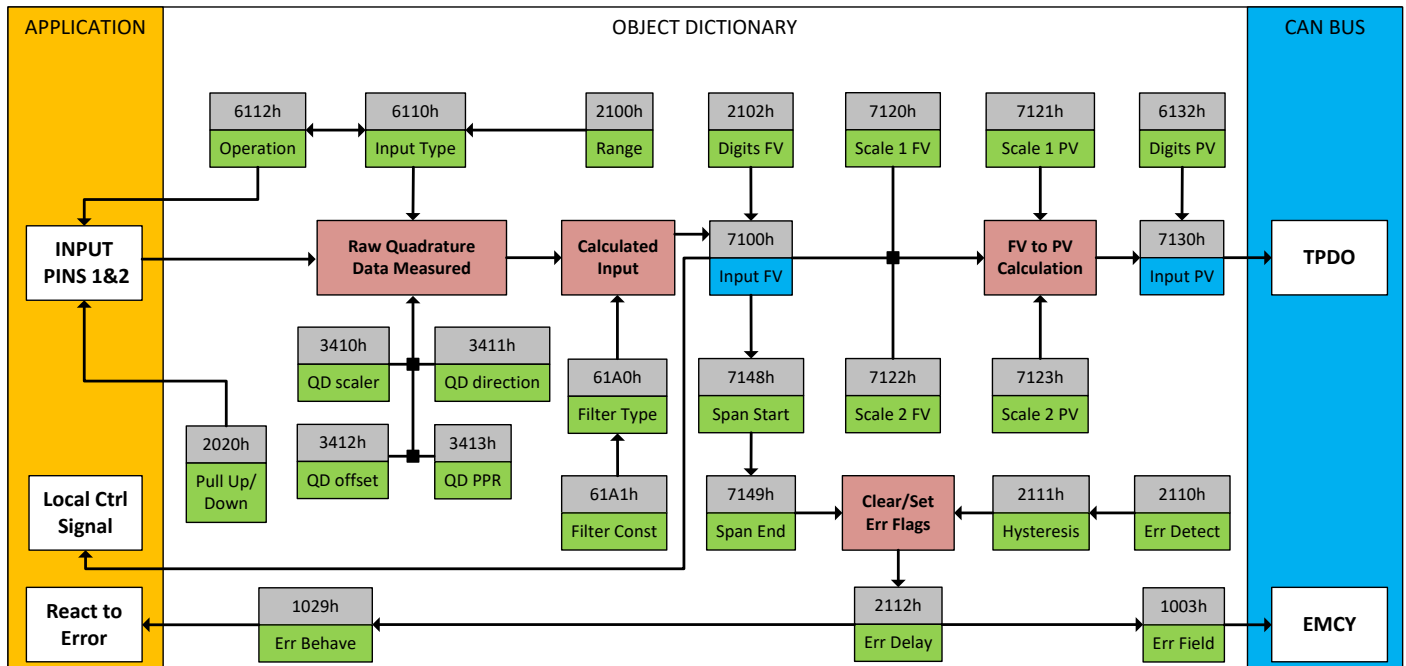 APPLICATION
OBJECT DICTIONARY
CAN BUS
6112h
Operation
6110h
Input Type
2100h
Range
2102h
Digits FV
7120h
Scale 1 FV
7121h
Scale 1 PV
6132h
Digits PV
INPUT
PINS 1&2
Raw Quadrature
Data Measured
Calculated
Input
7100h
Input FV
FV to PV
Calculation
7130h
Input PV
TPDO
3410h
QD scaler
3411h
QD direction
61A0h
Filter Type
7148h
Span Start
7122h
Scale 2 FV
7123h
Scale 2 PV
2020h
Pull Up/
Down
3412h
QD offset
3413h
QD PPR
61A1h
Filter Const
7149h
Span End
Clear/Set
Err Flags
2111h
Hysteresis
2110h
Err Detect
Local Ctrl
Signal
React to
Error
1029h
Err Behave
2112h
Err Delay
1003h
Err Field
EMCY